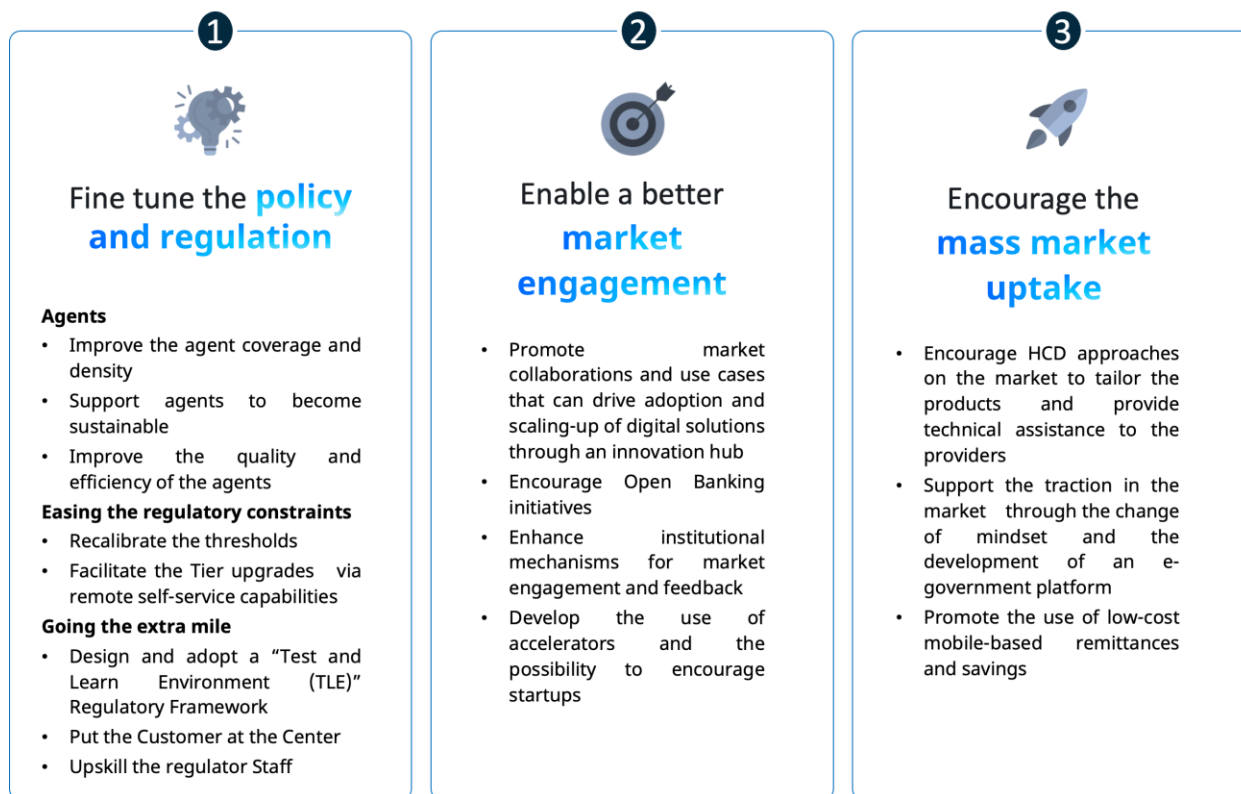 1
Fine tune the policy
and regulation
Agents
• Improve the agent coverage and
density
• Support agents to become
sustainable
• Improve the quality and
efficiency of the agents
Easing the regulatory constraints
• Recalibrate the thresholds
• Facilitate the Tier upgrades via
remote self-service capabilities
Going the extra mile
• Design and adopt a “Test and
Learn Environment (TLE)”
Regulatory Framework
• Put the Customer at the Center
• Upskill the regulator Staff
2
Enable a better
market
engagement
• Promote market
collaborations and use cases
that can drive adoption and
scaling-up of digital solutions
through an innovation hub
• Encourage Open Banking
initiatives
• Enhance institutional
mechanisms for market
engagement and feedback
• Develop the use of
accelerators and the
possibility to encourage
startups
3
Encourage the
mass market
uptake
• Encourage HCD approaches
on the market to tailor the
products and provide
technical assistance to the
providers
• Support the traction in the
market through the change
of mindset and the
development of an e-
government platform
• Promote the use of low-cost
mobile-based remittances
and savings